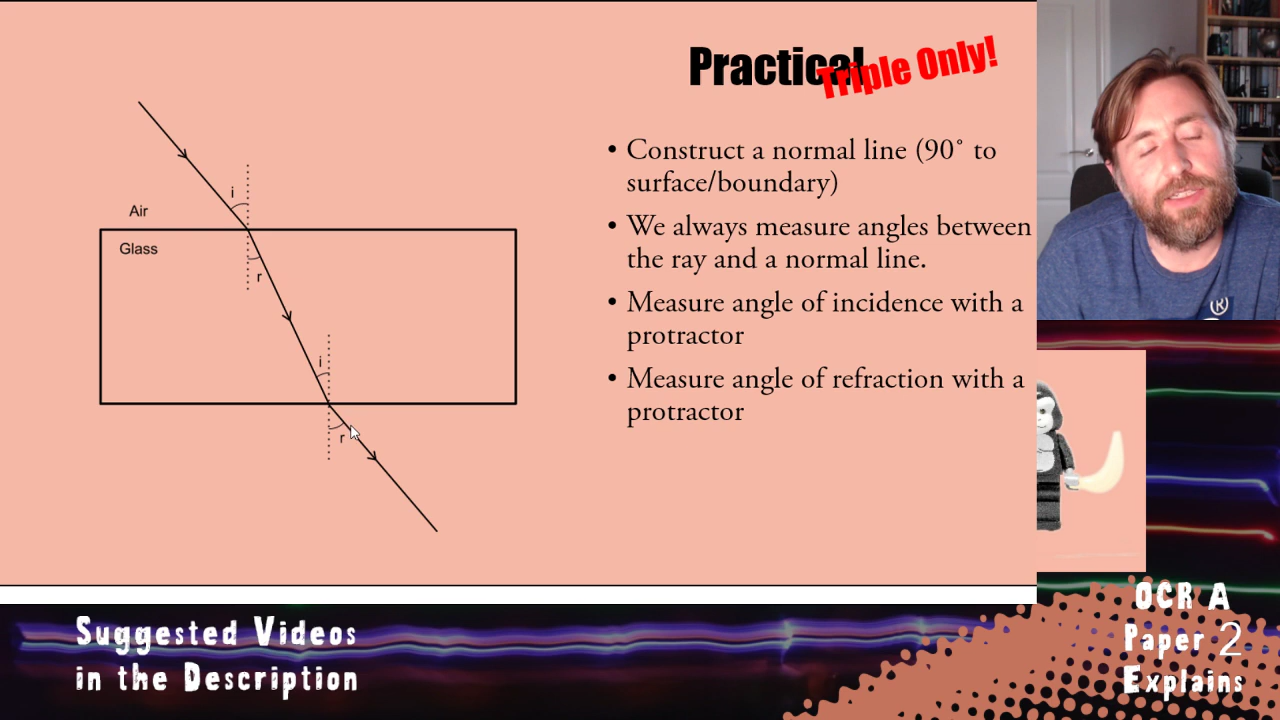 Practical
Triple Only!
• Construct a normal line (90˚ to
surface/boundary)
• We always measure angles between
the ray and a normal line.
• Measure angle of incidence with a
protractor
• Measure angle of refraction with a
protractor
i
Air
Glass
r
i
r
®
Suggested Videos
in the Description
OCR A
Paper 2
Explains